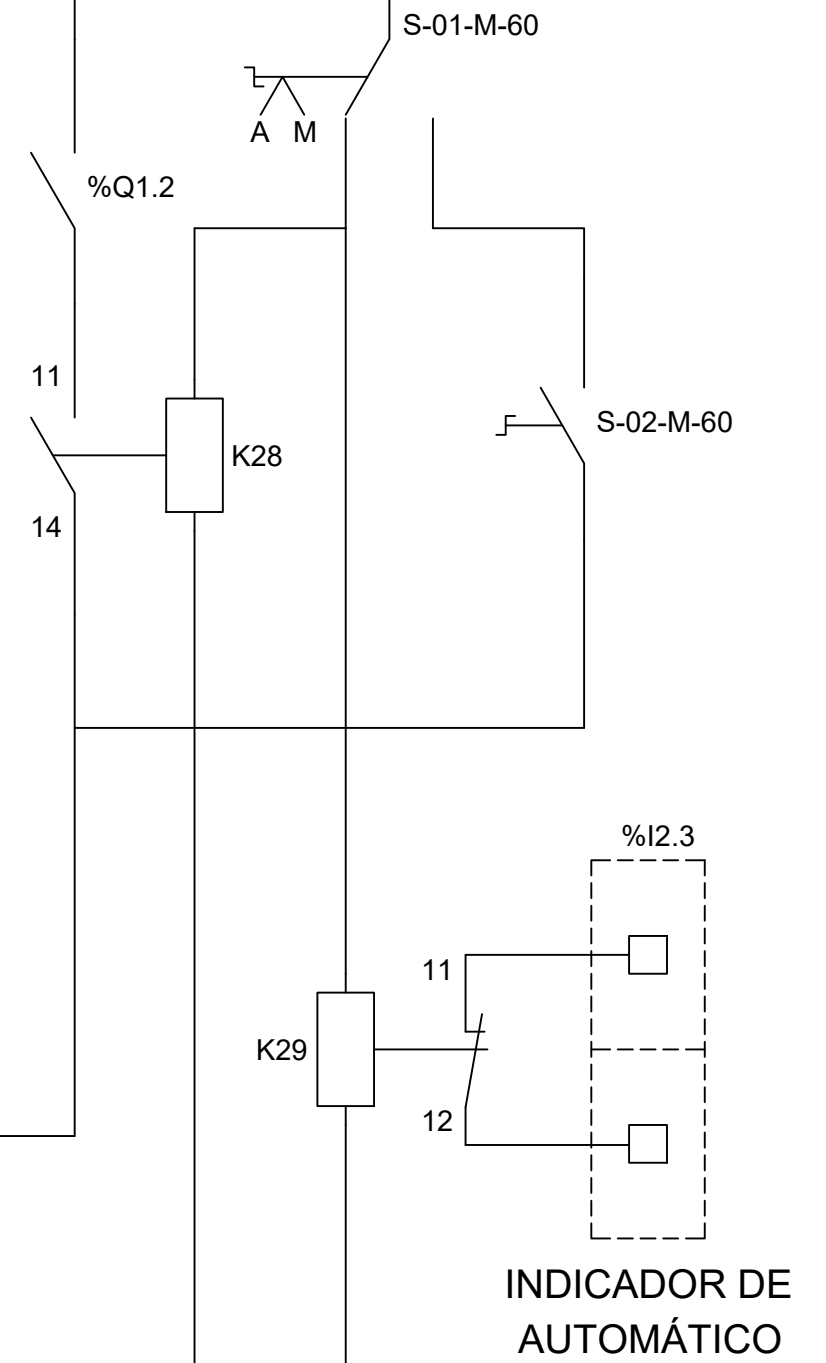 S-01-M-60
A M
%Q1.2
11
S-02-M-60
K28
14
%I2.3
11
K29
12
INDICADOR DE
AUTOMÁTICO